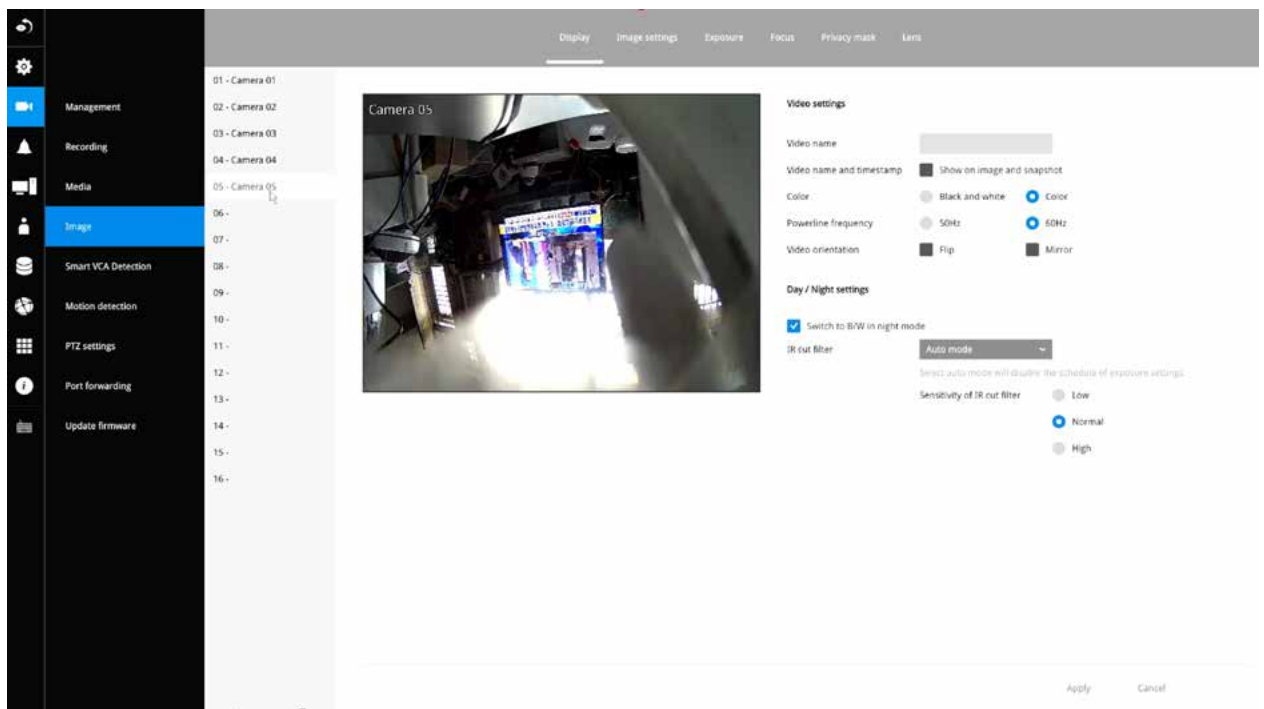 Display Image settings Exposure Focus Privacy mask Lens
Management
Recording
Media
Image
Smart VCA Detection
Motion detection
PTZ settings
Port forwarding
Update firmware
01 - Camera 01
02 - Camera 02
03 - Camera 03
04 - Camera 04
05 - Camera 05
06 -
07 -
08 -
09 -
10 -
11 -
12 -
13 -
14 -
15 -
16 -
Camera 05
Video settings
Video name
Video name and timestamp Show on image and snapshot
Color Black and white Color
Powerline frequency 50Hz 60Hz
Video orientation Flip Mirror
Day / Night settings
Switch to B/W in night mode
IR cut filter Auto mode
Select auto mode will disable the schedule of exposure settings
Sensitivity of IR cut filter Low
Normal
High
Apply Cancel